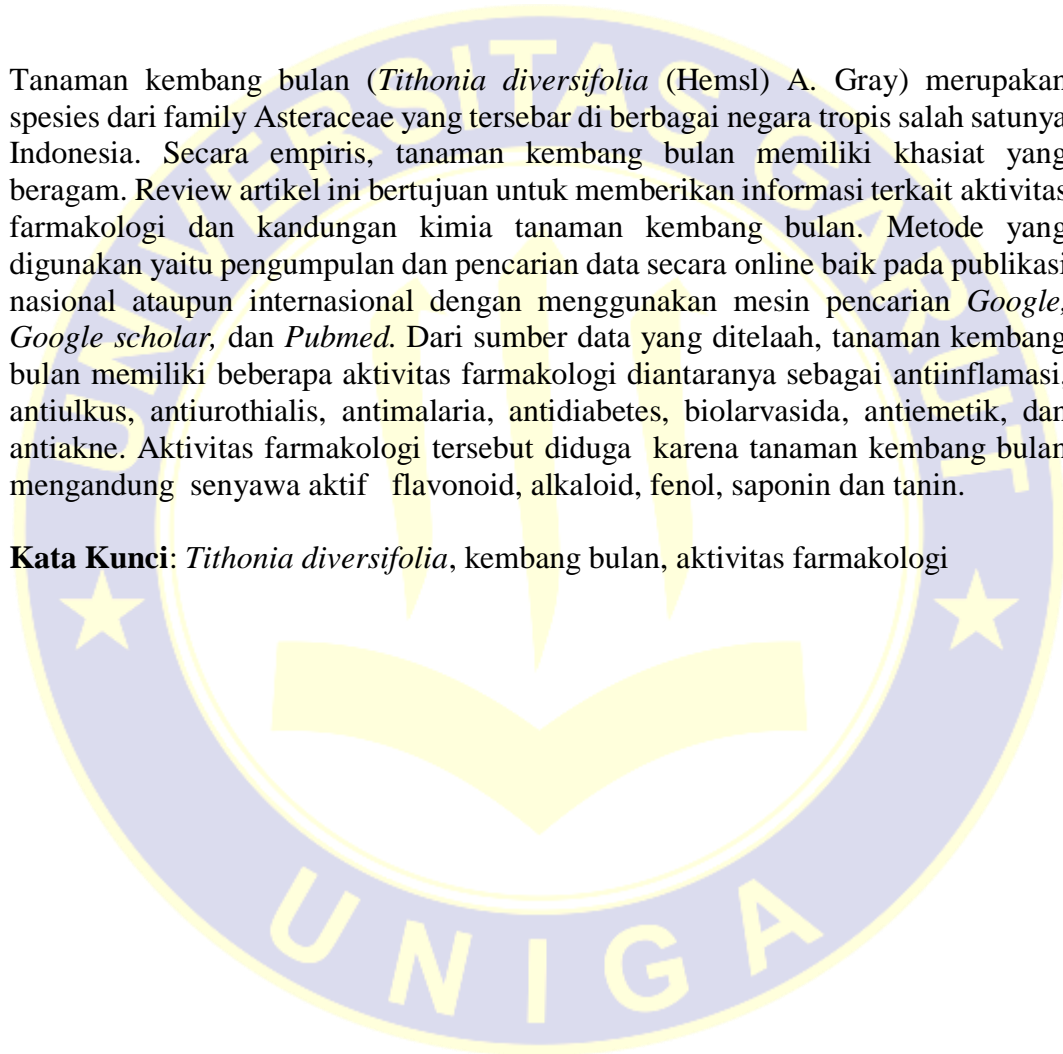 Tanaman kembang bulan (Tithonia diversifolia (Hemsl) A. Gray) merupakan
spesies dari family Asteraceae yang tersebar di berbagai negara tropis salah satunya
Indonesia. Secara empiris, tanaman kembang bulan memiliki khasiat yang
beragam. Review artikel ini bertujuan untuk memberikan informasi terkait aktivitas
farmakologi dan kandungan kimia tanaman kembang bulan. Metode yang
digunakan yaitu pengumpulan dan pencarian data secara online baik pada publikasi
nasional ataupun internasional dengan menggunakan mesin pencarian Google,
Google scholar, dan Pubmed. Dari sumber data yang ditelaah, tanaman kembang
bulan memiliki beberapa aktivitas farmakologi diantaranya sebagai antiinflamasi,
antiulkus, antiurothialis, antimalaria, antidiabetes, biolarvasida, antiemetik, dan
antiakne. Aktivitas farmakologi tersebut diduga karena tanaman kembang bulan
mengandung senyawa aktif flavonoid, alkaloid, fenol, saponin dan tanin.
Kata Kunci: Tithonia diversifolia, kembang bulan, aktivitas farmakologi
UNIVERSITAS GARUT
UNIGA